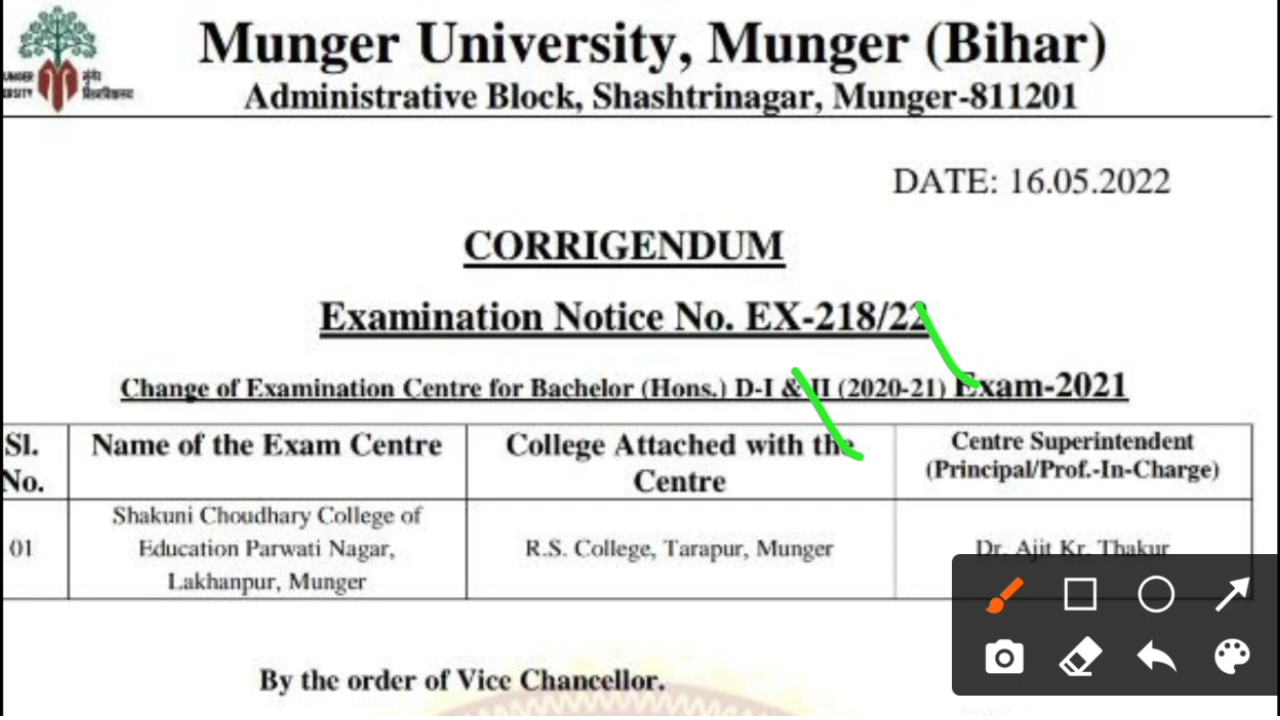 Munger University, Munger (Bihar)
Administrative Block, Shashtrinagar, Munger-811201
DATE: 16.05.2022
CORRIGENDUM
Examination Notice No. EX-218/22
Change of Examination Centre for Bachelor (Hons.) D-I & II (2020-21) Exam-2021
Sl. No. Name of the Exam Centre College Attached with the Centre Centre Superintendent (Principal/Prof.-In-Charge)
01 Shakuni Choudhary College of Education Parwati Nagar, Lakhanpur, Munger R.S. College, Tarapur, Munger Dr. Ajit Kr. Thakur
By the order of Vice Chancellor.